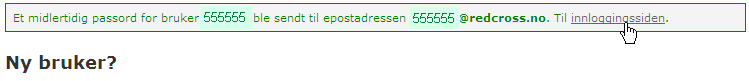 Et midlertidig passord for bruker 555555 ble sendt til epostadressen 555555 @redcross.no. Til innloggingssiden.
Ny bruker?